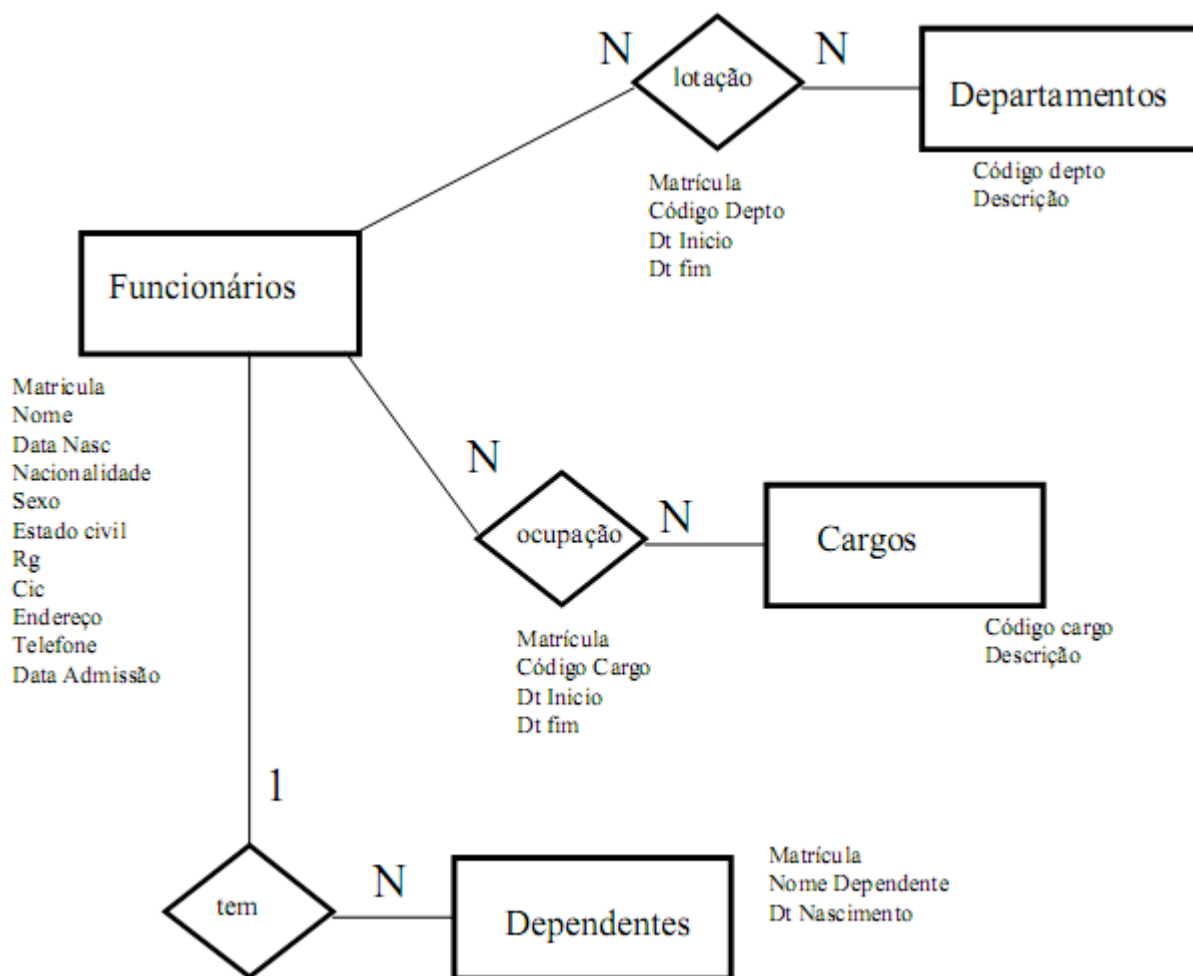 N
lotação
N
Departamentos
Código depto
Descrição
Matrícula
Código Depto
Dt Inicio
Dt fim
Funcionários
Matricula
Nome
Data Nasc
Nacionalidade
Sexo
Estado civil
Rg
Cic
Endereço
Telefone
Data Admissão
N
ocupação
N
Cargos
Código cargo
Descrição
Matrícula
Código Cargo
Dt Inicio
Dt fim
1
tem
N
Dependentes
Matrícula
Nome Dependente
Dt Nascimento